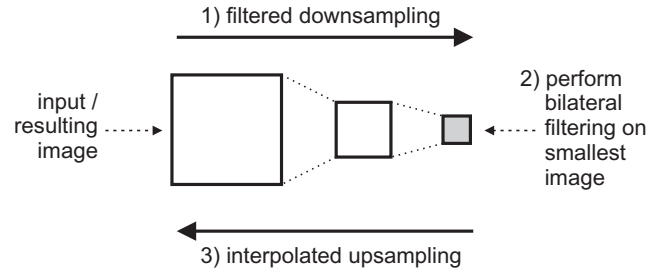 1) filtered downsampling
input /
resulting
image
2) perform
bilateral
filtering on
smallest
image
3) interpolated upsampling